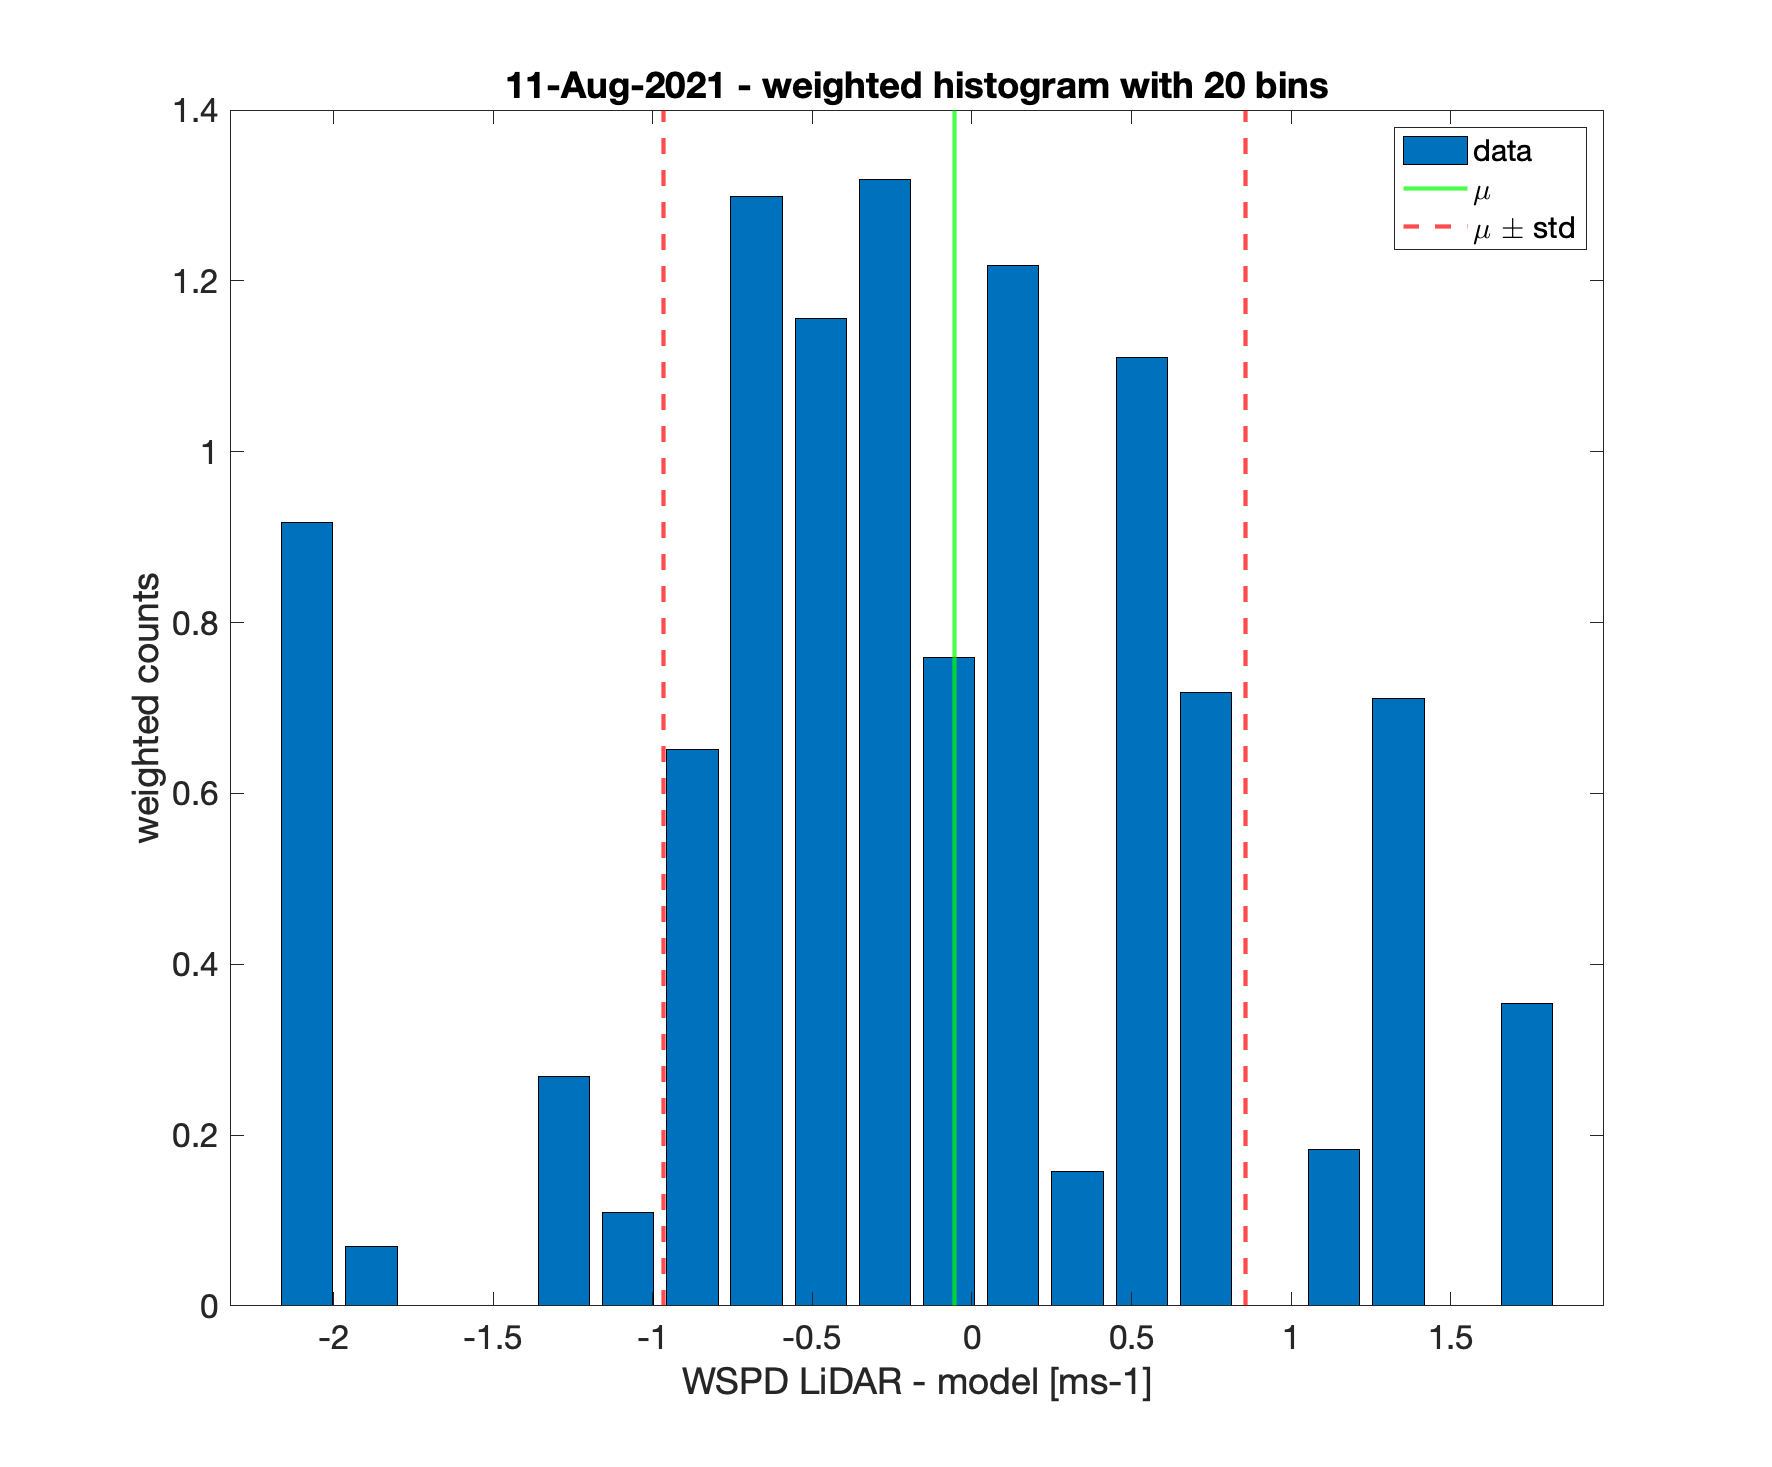 11-Aug-2021 - weighted histogram with 20 bins
1.4
1.2
1
0.8
0.6
0.4
0.2
0
weighted counts
data
μ
μ ± std
-2 -1.5 -1 -0.5 0 0.5 1 1.5
WSPD LiDAR - model [ms-1]